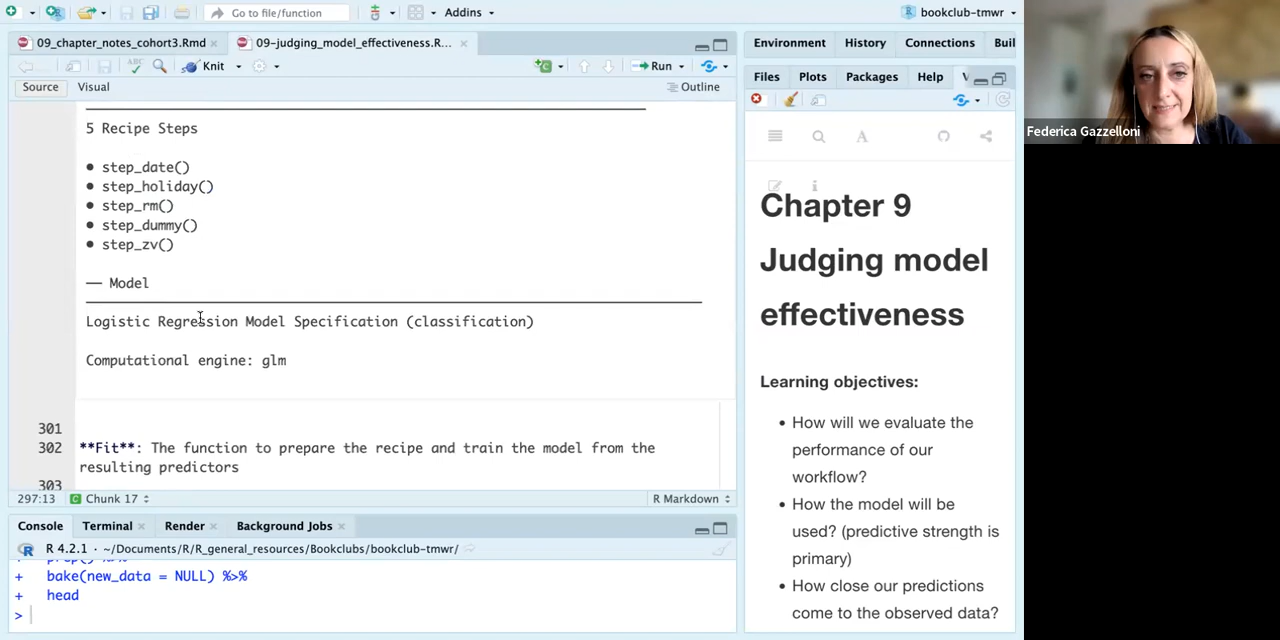 Go to file/function
Addins
bookclub-tmwr
09_chapter_notes_cohort3.Rmd
09-judging_model_effectiveness.R...
Knit
Run
Source
Visual
Outline
5 Recipe Steps
• step_date()
• step_holiday()
• step_rm()
• step_dummy()
• step_zv()
— Model
Logistic Regression Model Specification (classification)
Computational engine: glm
301
302 **Fit**: The function to prepare the recipe and train the model from the
resulting predictors
303
297:13 Chunk 17
R Markdown
Console
Terminal
Render
Background Jobs
R 4.2.1 · ~/Documents/R/R_general_resources/Bookclubs/bookclub-tmwr/
+ prep() %>%
+ bake(new_data = NULL) %>%
+ head
>
Environment
History
Connections
Buil
Files
Plots
Packages
Help
V
Chapter 9
Judging model
effectiveness
Learning objectives:
• How will we evaluate the
performance of our
workflow?
• How the model will be
used? (predictive strength is
primary)
• How close our predictions
come to the observed data?
Federica Gazzelloni